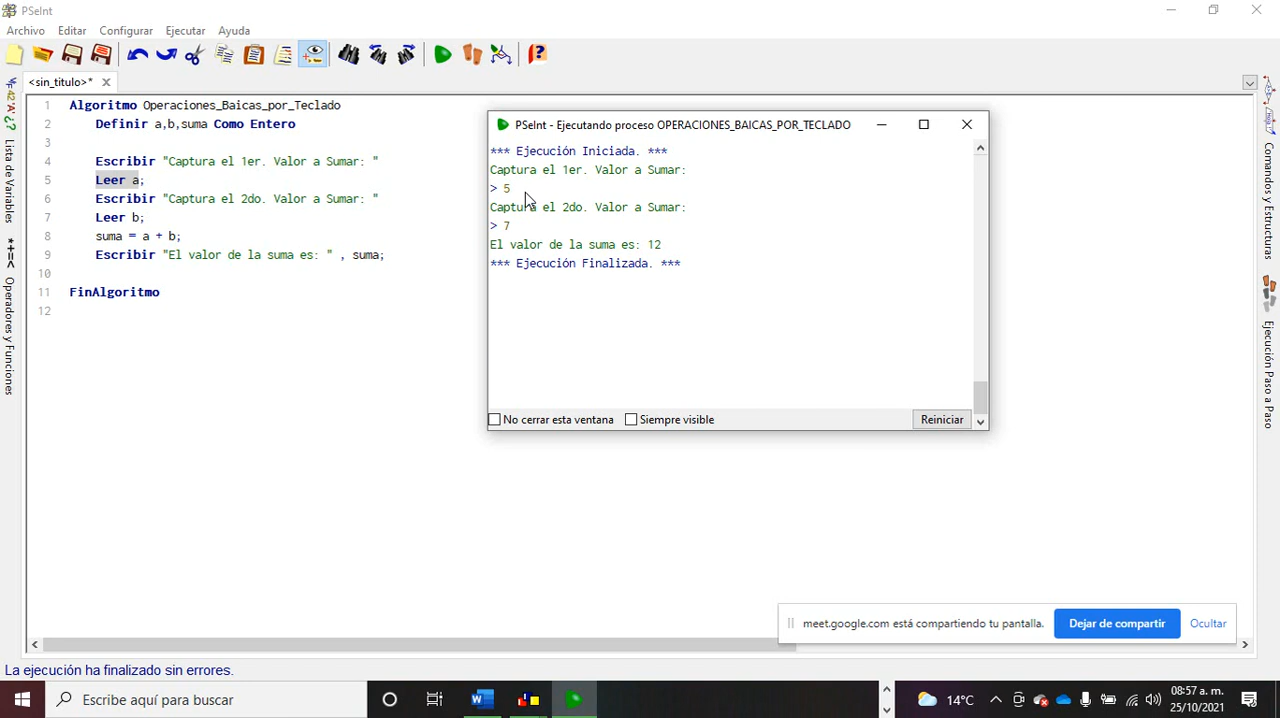 PSeInt
Archivo Editar Configurar Ejecutar Ayuda
<sin_titulo>*
1 Algoritmo Operaciones_Baicas_por_Teclado
2 Definir a,b,suma Como Entero
3
4 Escribir "Captura el 1er. Valor a Sumar: "
5 Leer a;
6 Escribir "Captura el 2do. Valor a Sumar: "
7 Leer b;
8 suma = a + b;
9 Escribir "El valor de la suma es: " , suma;
10
11 FinAlgoritmo
12
Lista de Variables
*+=<
Operadores y Funciones
PSeInt - Ejecutando proceso OPERACIONES_BAICAS_POR_TECLADO
*** Ejecución Iniciada. ***
Captura el 1er. Valor a Sumar:
> 5
Captura el 2do. Valor a Sumar:
> 7
El valor de la suma es: 12
*** Ejecución Finalizada. ***
No cerrar esta ventana Siempre visible Reiniciar
Comandos y Estructuras
Ejecución Paso a Paso
meet.google.com está compartiendo tu pantalla. Dejar de compartir Ocultar
La ejecución ha finalizado sin errores.
Escribe aquí para buscar
14°C
08:57 a. m.
25/10/2021